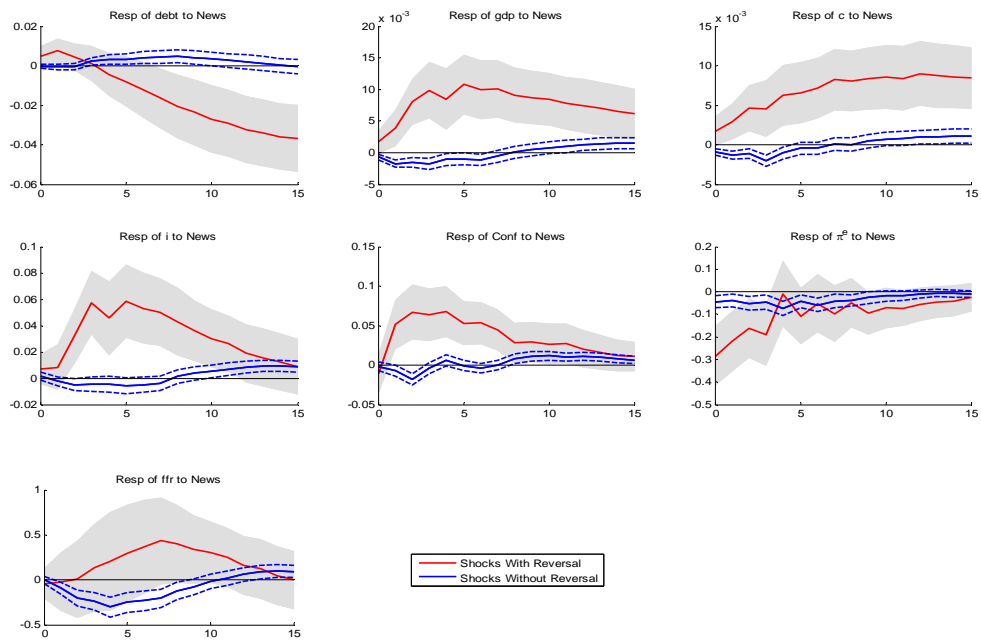 Resp of debt to News
0.02
0
-0.02
-0.04
-0.06
0 5 10 15
Resp of gdp to News
x 10⁻³
20
15
10
5
0
-5
0 5 10 15
Resp of c to News
x 10⁻³
15
10
5
0
-5
0 5 10 15
Resp of i to News
0.1
0.08
0.06
0.04
0.02
0
-0.02
0 5 10 15
Resp of Conf to News
0.15
0.1
0.05
0
-0.05
0 5 10 15
Resp of πᵉ to News
0.2
0.1
0
-0.1
-0.2
-0.3
-0.4
-0.5
0 5 10 15
Resp of ffr to News
1
0.5
0
-0.5
0 5 10 15
Shocks With Reversal
Shocks Without Reversal